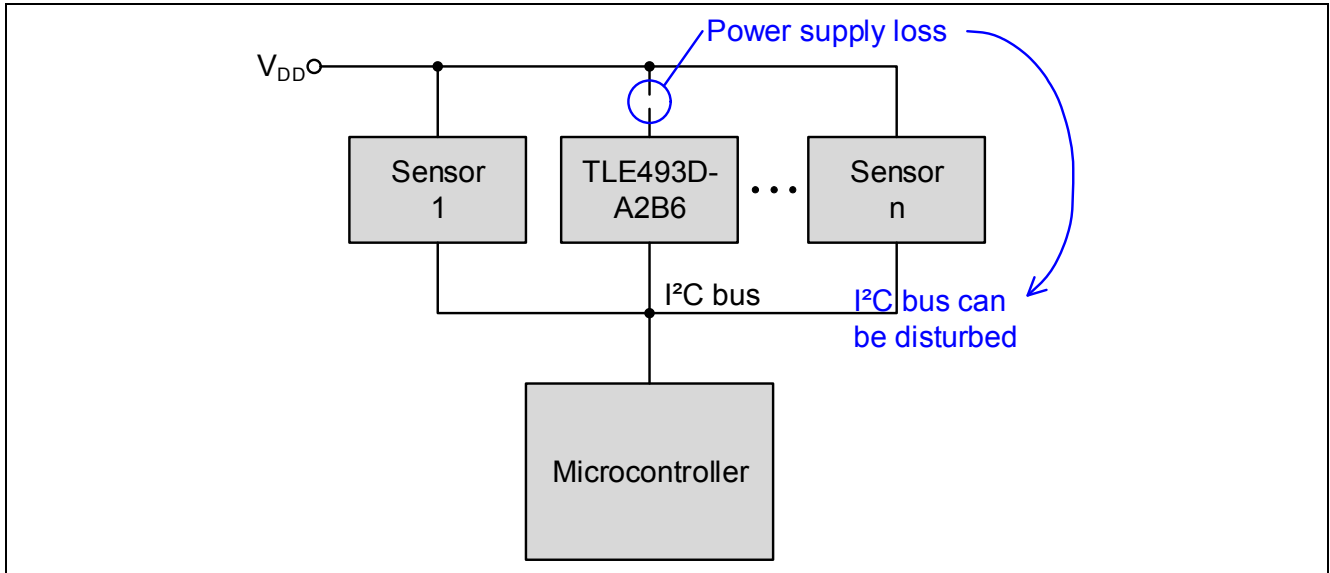 Power supply loss
VDD
Sensor
1
TLE493D-
A2B6
Sensor
n
I²C bus
I²C bus can
be disturbed
Microcontroller